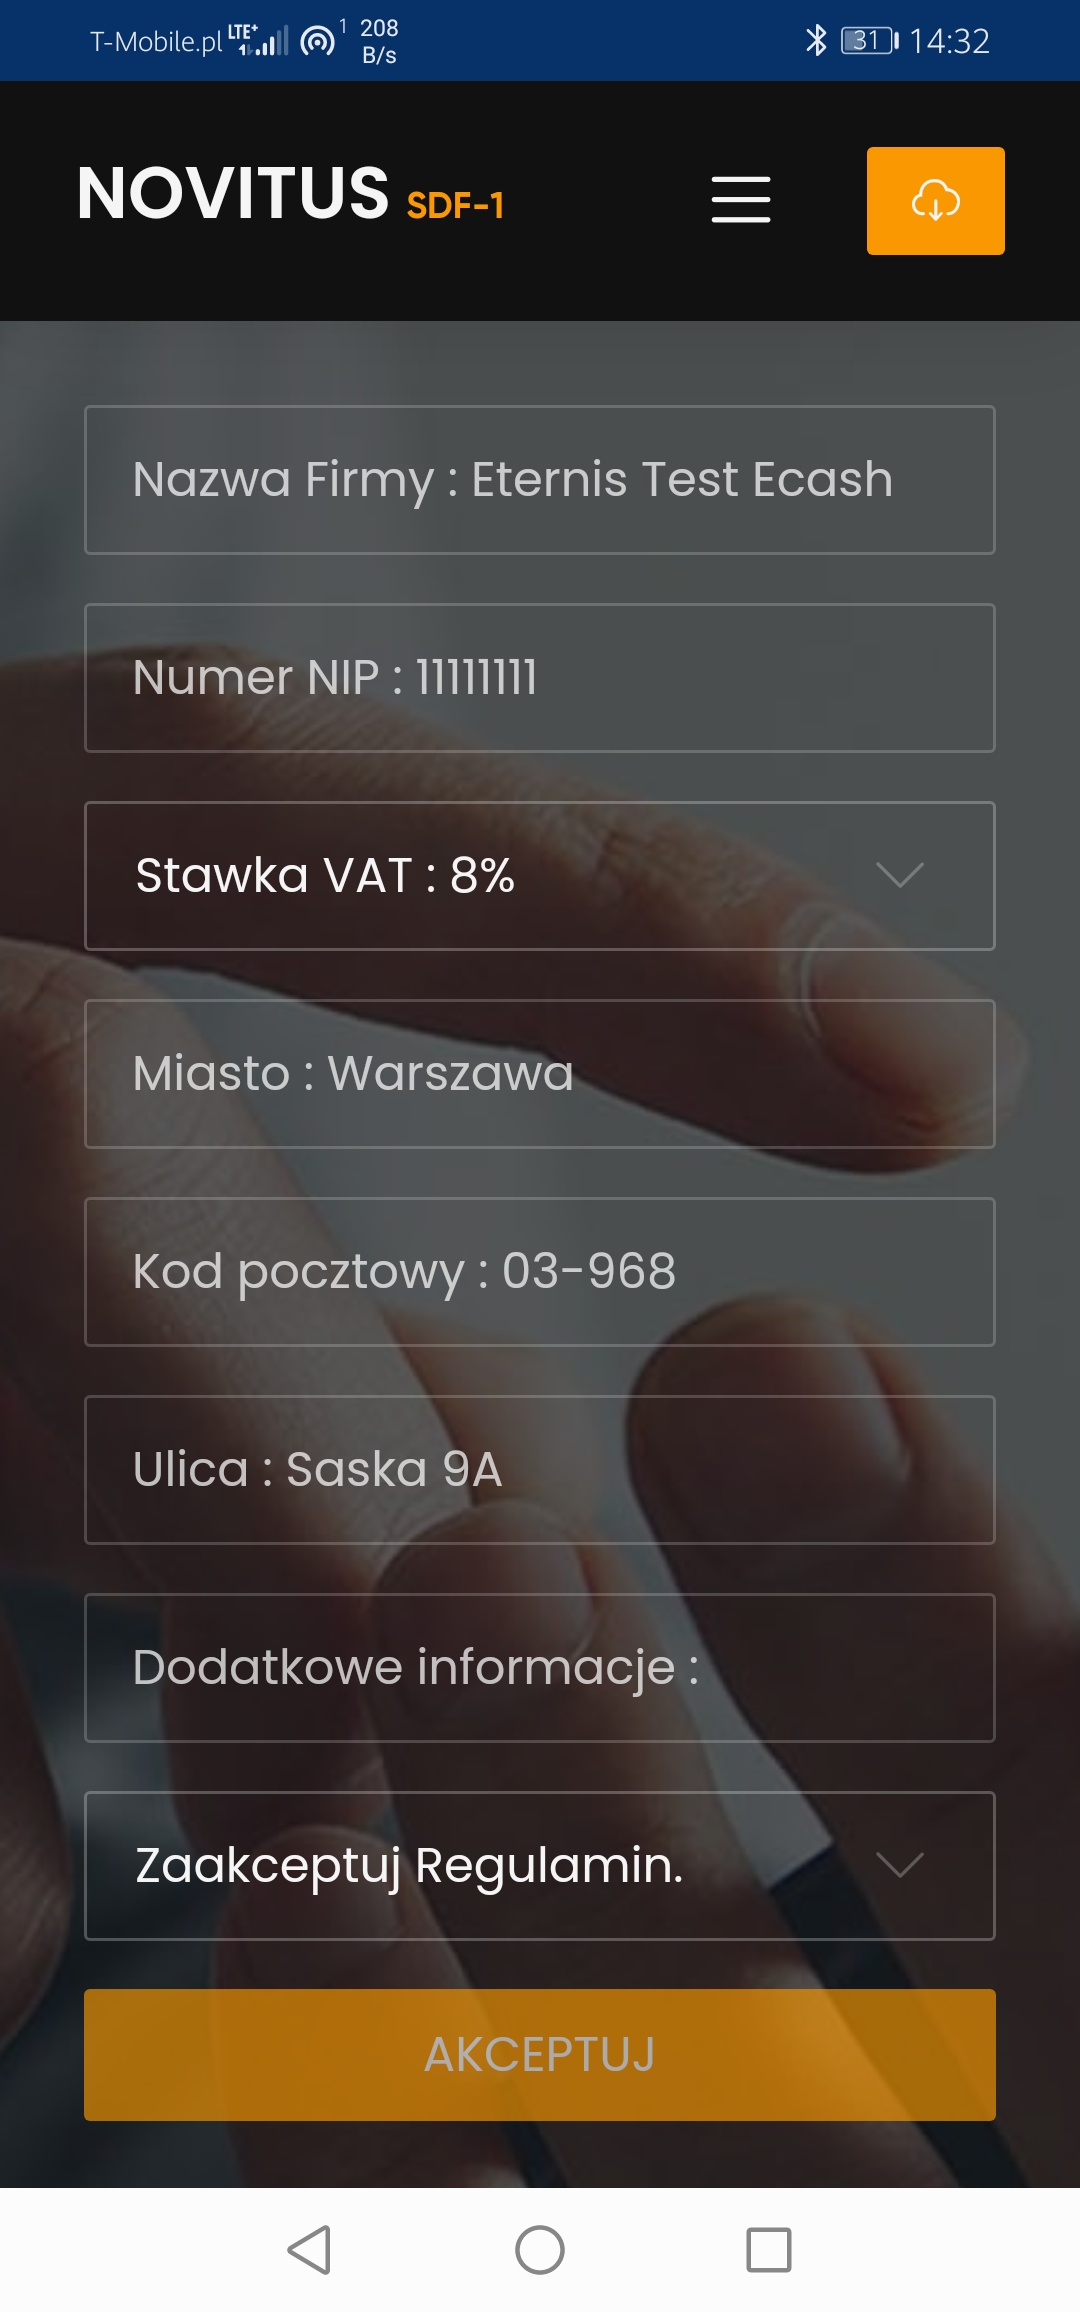 T-Mobile.pl LTE+ 1 208 B/s 31 14:32
NOVITUS SDF-1
Nazwa Firmy : Eternis Test Ecash
Numer NIP : 11111111
Stawka VAT : 8%
Miasto : Warszawa
Kod pocztowy : 03-968
Ulica : Saska 9A
Dodatkowe informacje :
Zaakceptuj Regulamin.
AKCEPTUJ